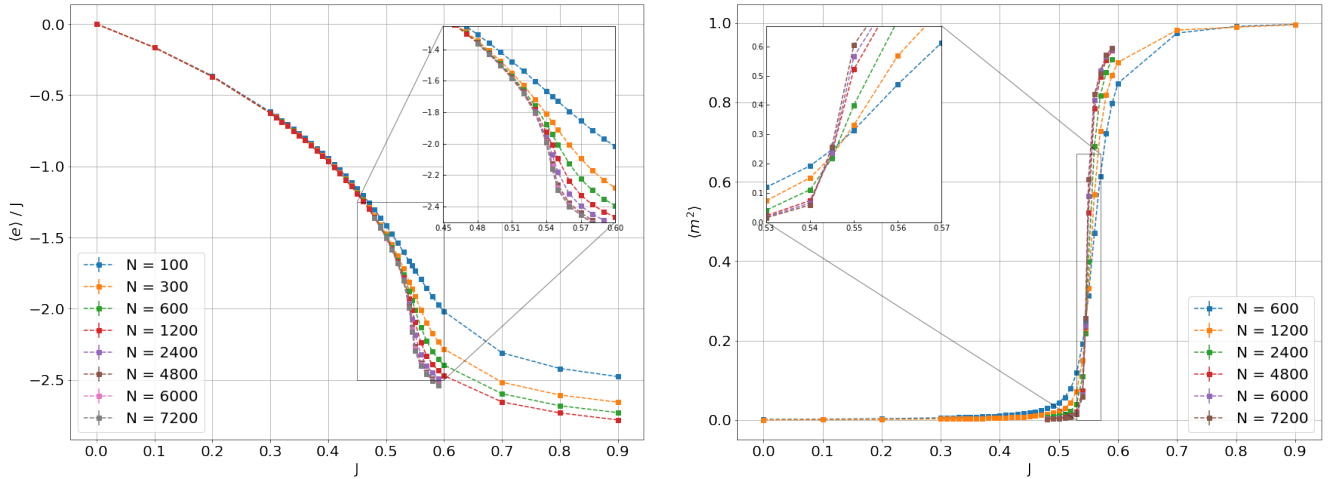 0.0
−0.5
−1.0
−1.5
−2.0
−2.5
⟨e⟩ / J
0.0 0.1 0.2 0.3 0.4 0.5 0.6 0.7 0.8 0.9
J
−1.4
−1.6
−1.8
−2.0
−2.2
−2.4
0.45 0.48 0.51 0.54 0.57 0.60
N = 100
N = 300
N = 600
N = 1200
N = 2400
N = 4800
N = 6000
N = 7200
1.0
0.8
0.6
0.4
0.2
0.0
⟨m²⟩
0.0 0.1 0.2 0.3 0.4 0.5 0.6 0.7 0.8 0.9
J
0.6
0.5
0.4
0.3
0.2
0.1
0.0
0.53 0.54 0.55 0.56 0.57
N = 600
N = 1200
N = 2400
N = 4800
N = 6000
N = 7200